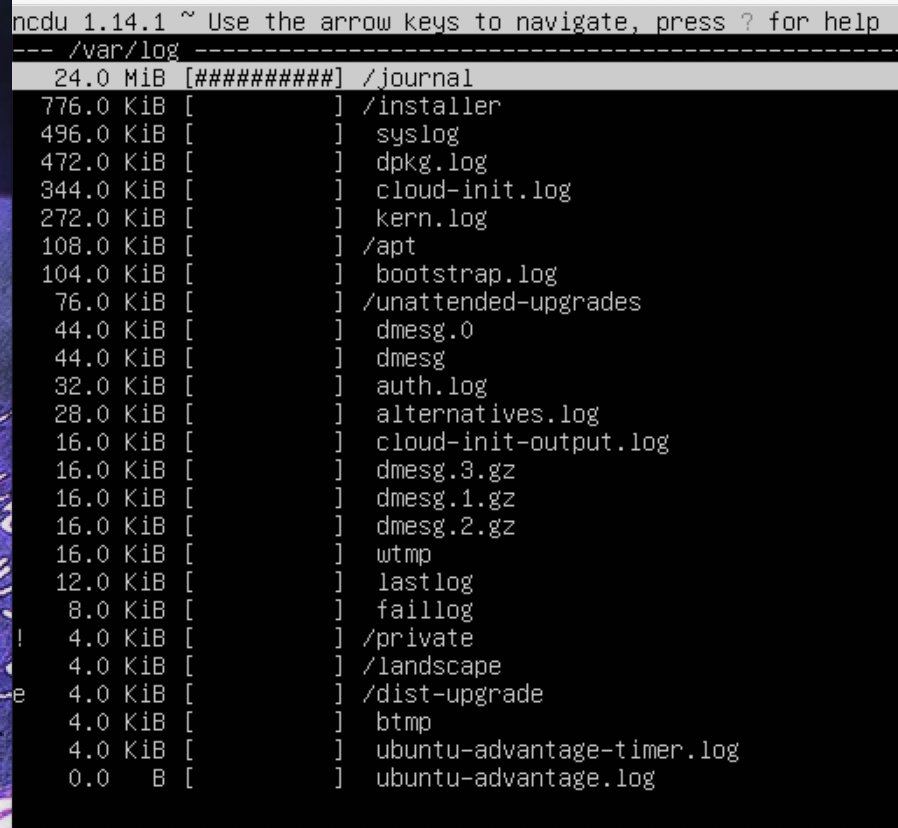 ncdu 1.14.1 ~ Use the arrow keys to navigate, press ? for help
--- /var/log --------------------------------------------------
   24.0 MiB [##########] /journal
  776.0 KiB [          ] /installer
  496.0 KiB [          ]  syslog
  472.0 KiB [          ]  dpkg.log
  344.0 KiB [          ]  cloud-init.log
  272.0 KiB [          ]  kern.log
  108.0 KiB [          ] /apt
  104.0 KiB [          ]  bootstrap.log
   76.0 KiB [          ] /unattended-upgrades
   44.0 KiB [          ]  dmesg.0
   44.0 KiB [          ]  dmesg
   32.0 KiB [          ]  auth.log
   28.0 KiB [          ]  alternatives.log
   16.0 KiB [          ]  cloud-init-output.log
   16.0 KiB [          ]  dmesg.3.gz
   16.0 KiB [          ]  dmesg.1.gz
   16.0 KiB [          ]  dmesg.2.gz
   16.0 KiB [          ]  wtmp
   12.0 KiB [          ]  lastlog
    8.0 KiB [          ]  faillog
!   4.0 KiB [          ] /private
    4.0 KiB [          ] /landscape
e   4.0 KiB [          ] /dist-upgrade
    4.0 KiB [          ]  btmp
    4.0 KiB [          ]  ubuntu-advantage-timer.log
    0.0   B [          ]  ubuntu-advantage.log